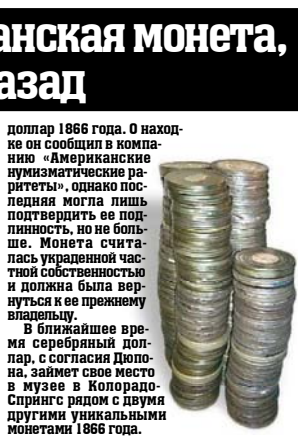 анская монета,
азад
доллар 1866 года. О наход-
ке он сообщил в компа-
нию «Американские
нумизматические ра-
ритеты», однако пос-
ледняя могла лишь
подтвердить ее под-
линность, но не боль-
ше. Монета счита-
лась украденной час-
тной собственностью
и должна была вер-
нуться к ее прежнему
владельцу.
В ближайшее вре-
мя серебряный дол-
лар, с согласия Дюпо-
на, займет свое место
в музее в Колорадо-
Спрингс рядом с двумя
другими уникальными
монетами 1866 года.